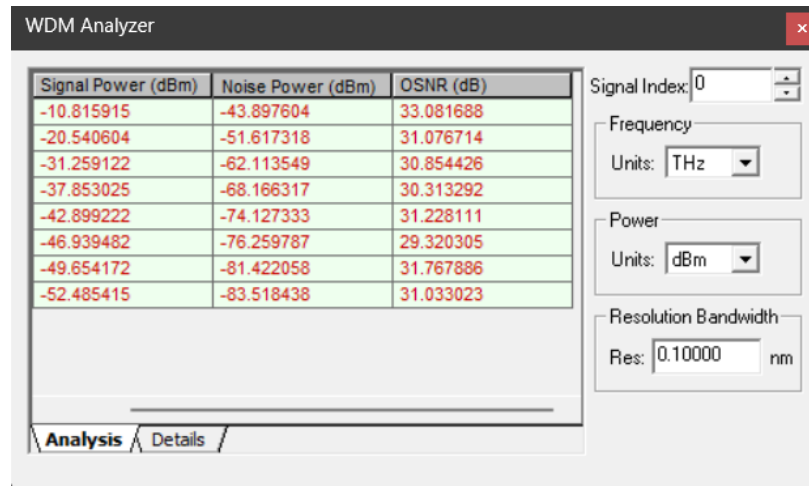 WDM Analyzer
x
Signal Power (dBm) Noise Power (dBm) OSNR (dB)
-10.815915 -43.897604 33.081688
-20.540604 -51.617318 31.076714
-31.259122 -62.113549 30.854426
-37.853025 -68.166317 30.313292
-42.899222 -74.127333 31.228111
-46.939482 -76.259787 29.320305
-49.654172 -81.422058 31.767886
-52.485415 -83.518438 31.033023
Analysis Details
Signal Index: 0
Frequency
Units: THz
Power
Units: dBm
Resolution Bandwidth
Res: 0.10000 nm